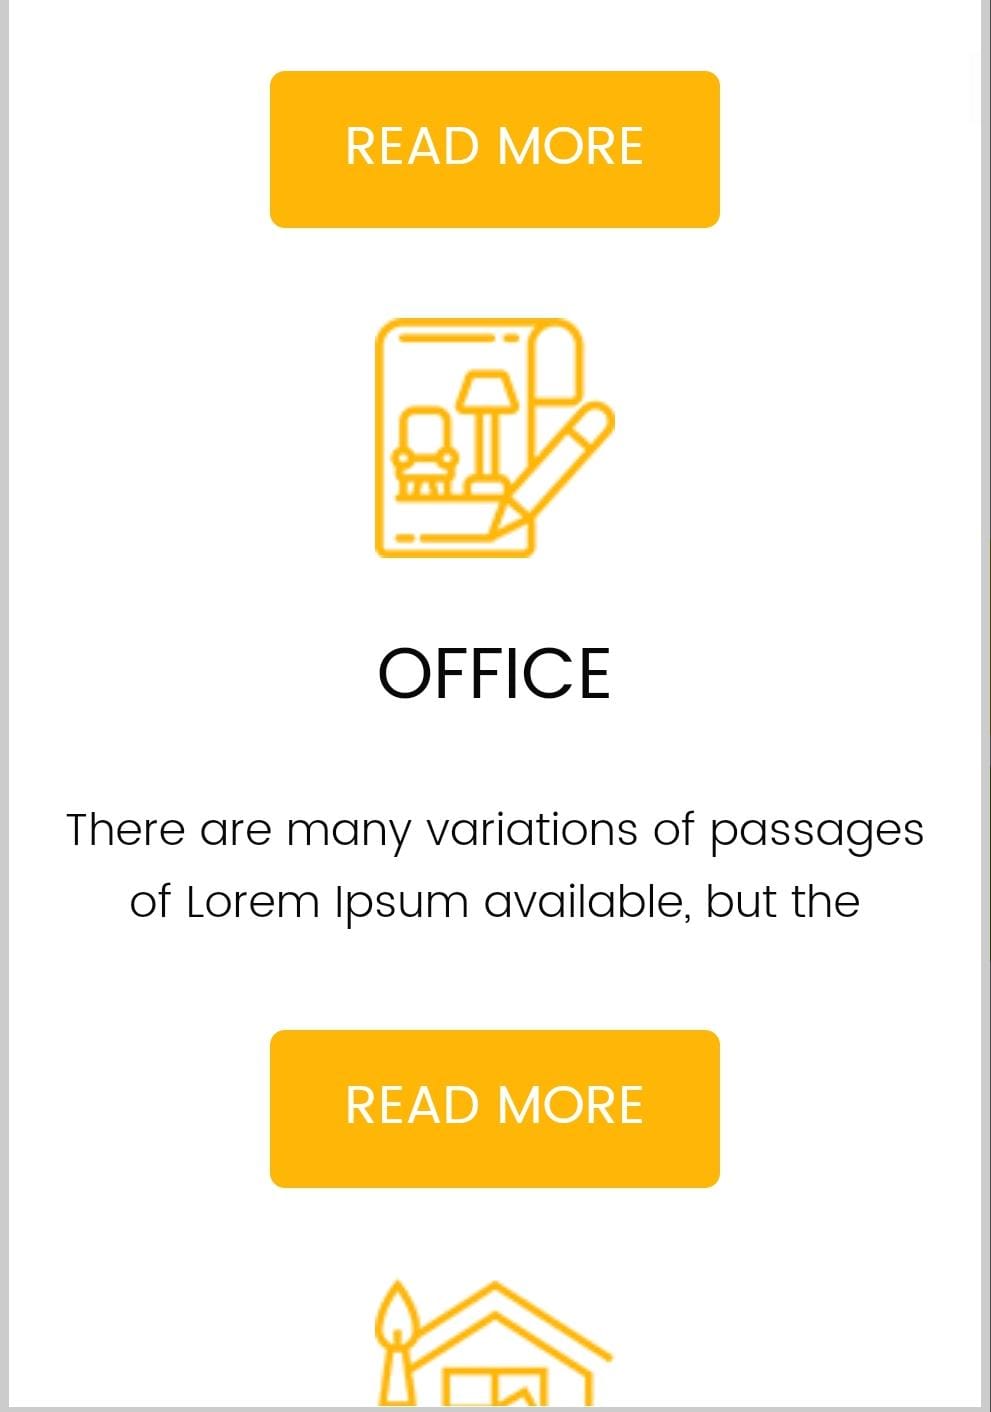 READ MORE
OFFICE
There are many variations of passages
of Lorem Ipsum available, but the
READ MORE